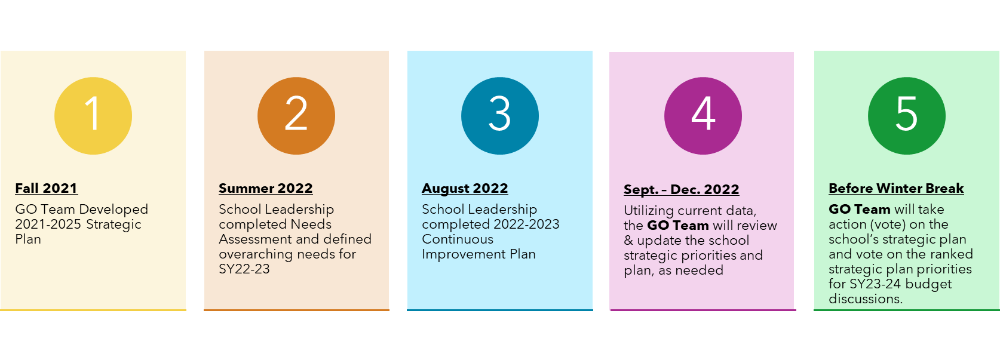 1
Fall 2021
GO Team Developed
2021-2025 Strategic
Plan
2
Summer 2022
School Leadership
completed Needs
Assessment and defined
overarching needs for
SY22-23
3
August 2022
School Leadership
completed 2022-2023
Continuous
Improvement Plan
4
Sept. – Dec. 2022
Utilizing current data,
the GO Team will review
& update the school
strategic priorities and
plan, as needed
5
Before Winter Break
GO Team will take
action (vote) on the
school’s strategic plan
and vote on the ranked
strategic plan priorities
for SY23-24 budget
discussions.